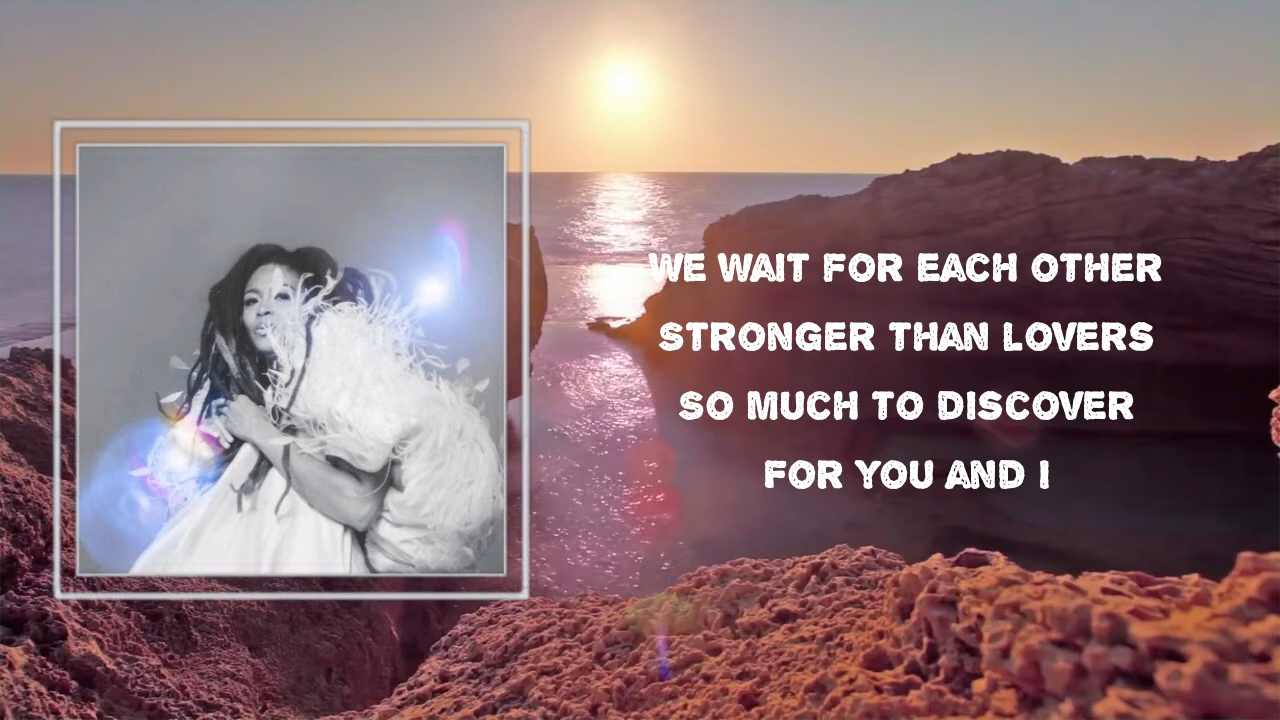 WE WAIT FOR EACH OTHER
STRONGER THAN LOVERS
SO MUCH TO DISCOVER
FOR YOU AND I